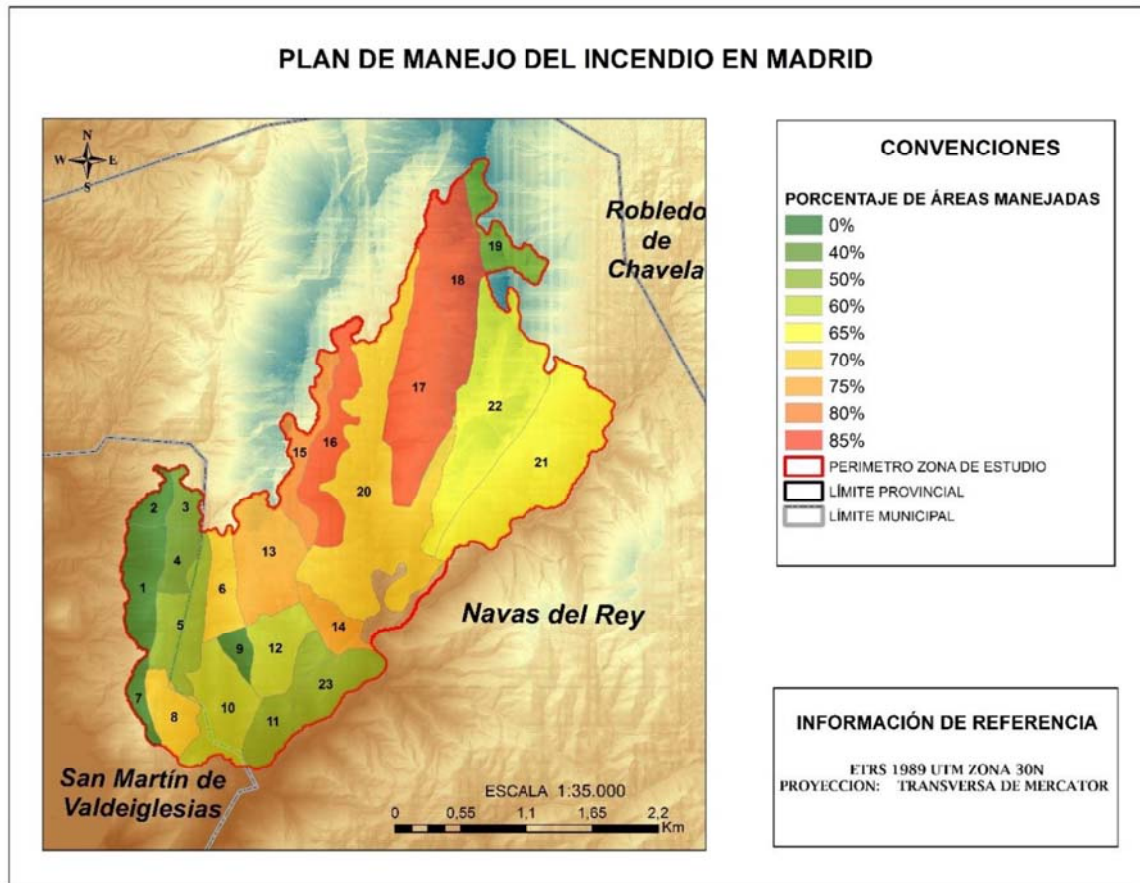 PLAN DE MANEJO DEL INCENDIO EN MADRID
N
W E
S
Robledo
de
Chavela
19
18
17
22
16
15
21
20
2
3
13
4
6
1
14
5
9
12
23
7
10
8
11
Navas del Rey
San Martín de
Valdeiglesias
ESCALA 1:35.000
0 0,55 1,1 1,65 2,2
Km
CONVENCIONES
PORCENTAJE DE ÁREAS MANEJADAS
0%
40%
50%
60%
65%
70%
75%
80%
85%
PERIMETRO ZONA DE ESTUDIO
LÍMITE PROVINCIAL
LÍMITE MUNICIPAL
INFORMACIÓN DE REFERENCIA
ETRS 1989 UTM ZONA 30N
PROYECCION: TRANSVERSA DE MERCATOR